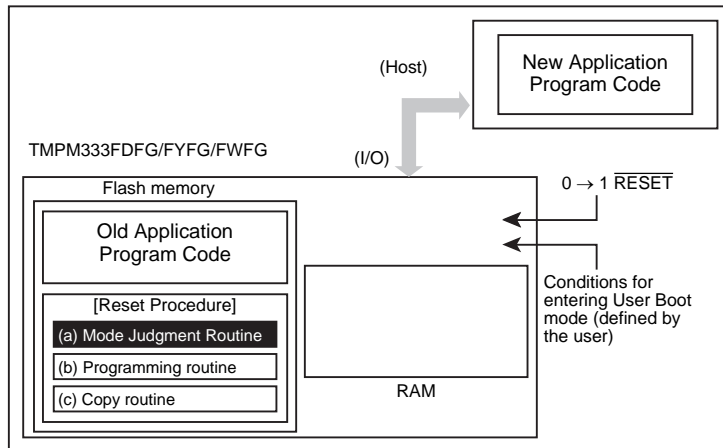 New Application
Program Code
(Host)
TMPM333FDFG/FYFG/FWFG
(I/O)
0 → 1 RESET
Flash memory
Old Application
Program Code
[Reset Procedure]
(a) Mode Judgment Routine
(b) Programming routine
(c) Copy routine
RAM
Conditions for
entering User Boot
mode (defined by
the user)